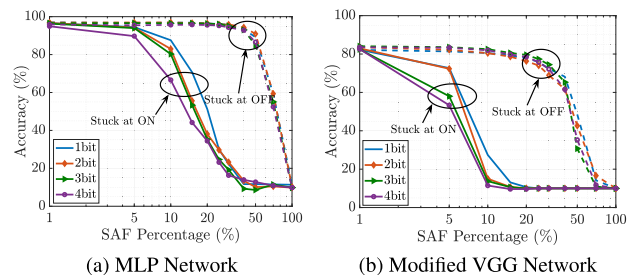 100
80
60
40
20
0
Accuracy (%)
Stuck at OFF
Stuck at ON
1bit
2bit
3bit
4bit
1 5 10 20 50 100
SAF Percentage (%)
(a) MLP Network
100
80
60
40
20
0
Accuracy (%)
Stuck at ON
Stuck at OFF
1bit
2bit
3bit
4bit
1 5 10 20 50 100
SAF Percentage (%)
(b) Modified VGG Network